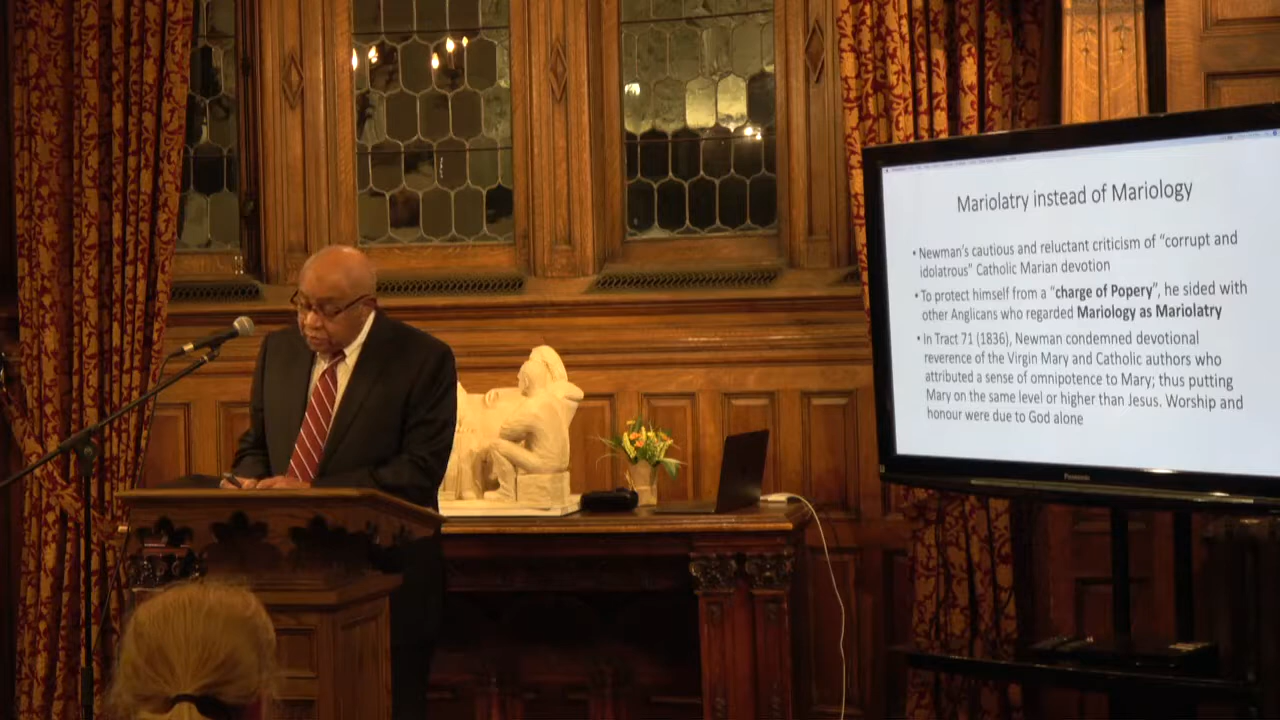 Mariolatry instead of Mariology
• Newman's cautious and reluctant criticism of "corrupt and
idolatrous" Catholic Marian devotion
• To protect himself from a "charge of Popery", he sided with
other Anglicans who regarded Mariology as Mariolatry
• In Tract 71 (1836), Newman condemned devotional
reverence of the Virgin Mary and Catholic authors who
attributed a sense of omnipotence to Mary; thus putting
Mary on the same level or higher than Jesus. Worship and
honour were due to God alone
Panasonic